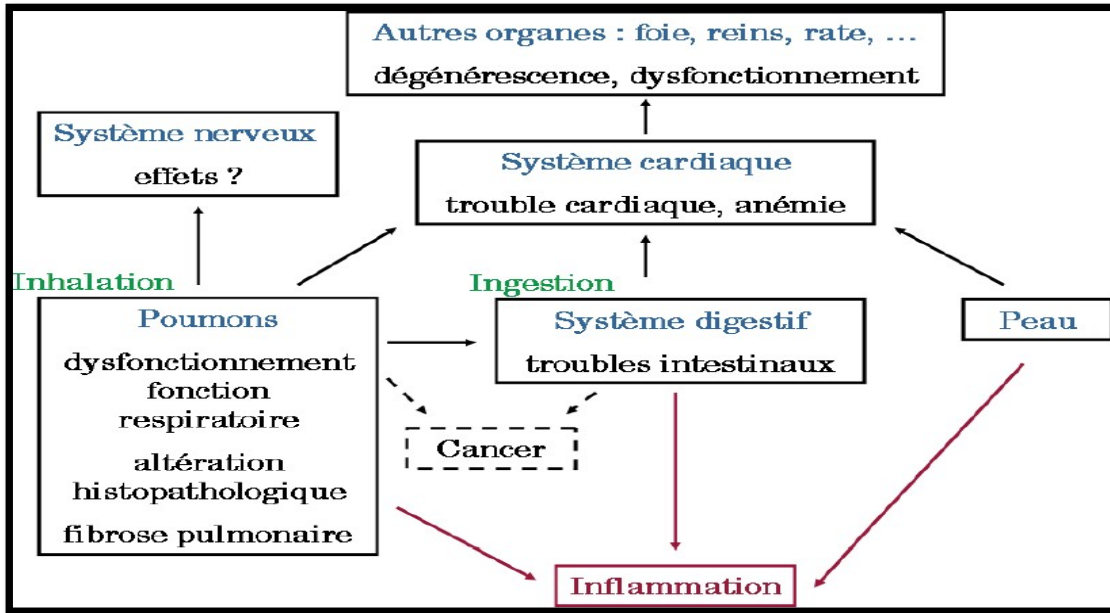 Autres organes : foie, reins, rate, ...
dégénérescence, dysfonctionnement
Système nerveux
effets ?
Système cardiaque
trouble cardiaque, anémie
Inhalation
Ingestion
Poumons
dysfonctionnement
fonction
respiratoire
altération
histopathologique
fibrose pulmonaire
Système digestif
troubles intestinaux
Peau
Cancer
Inflammation